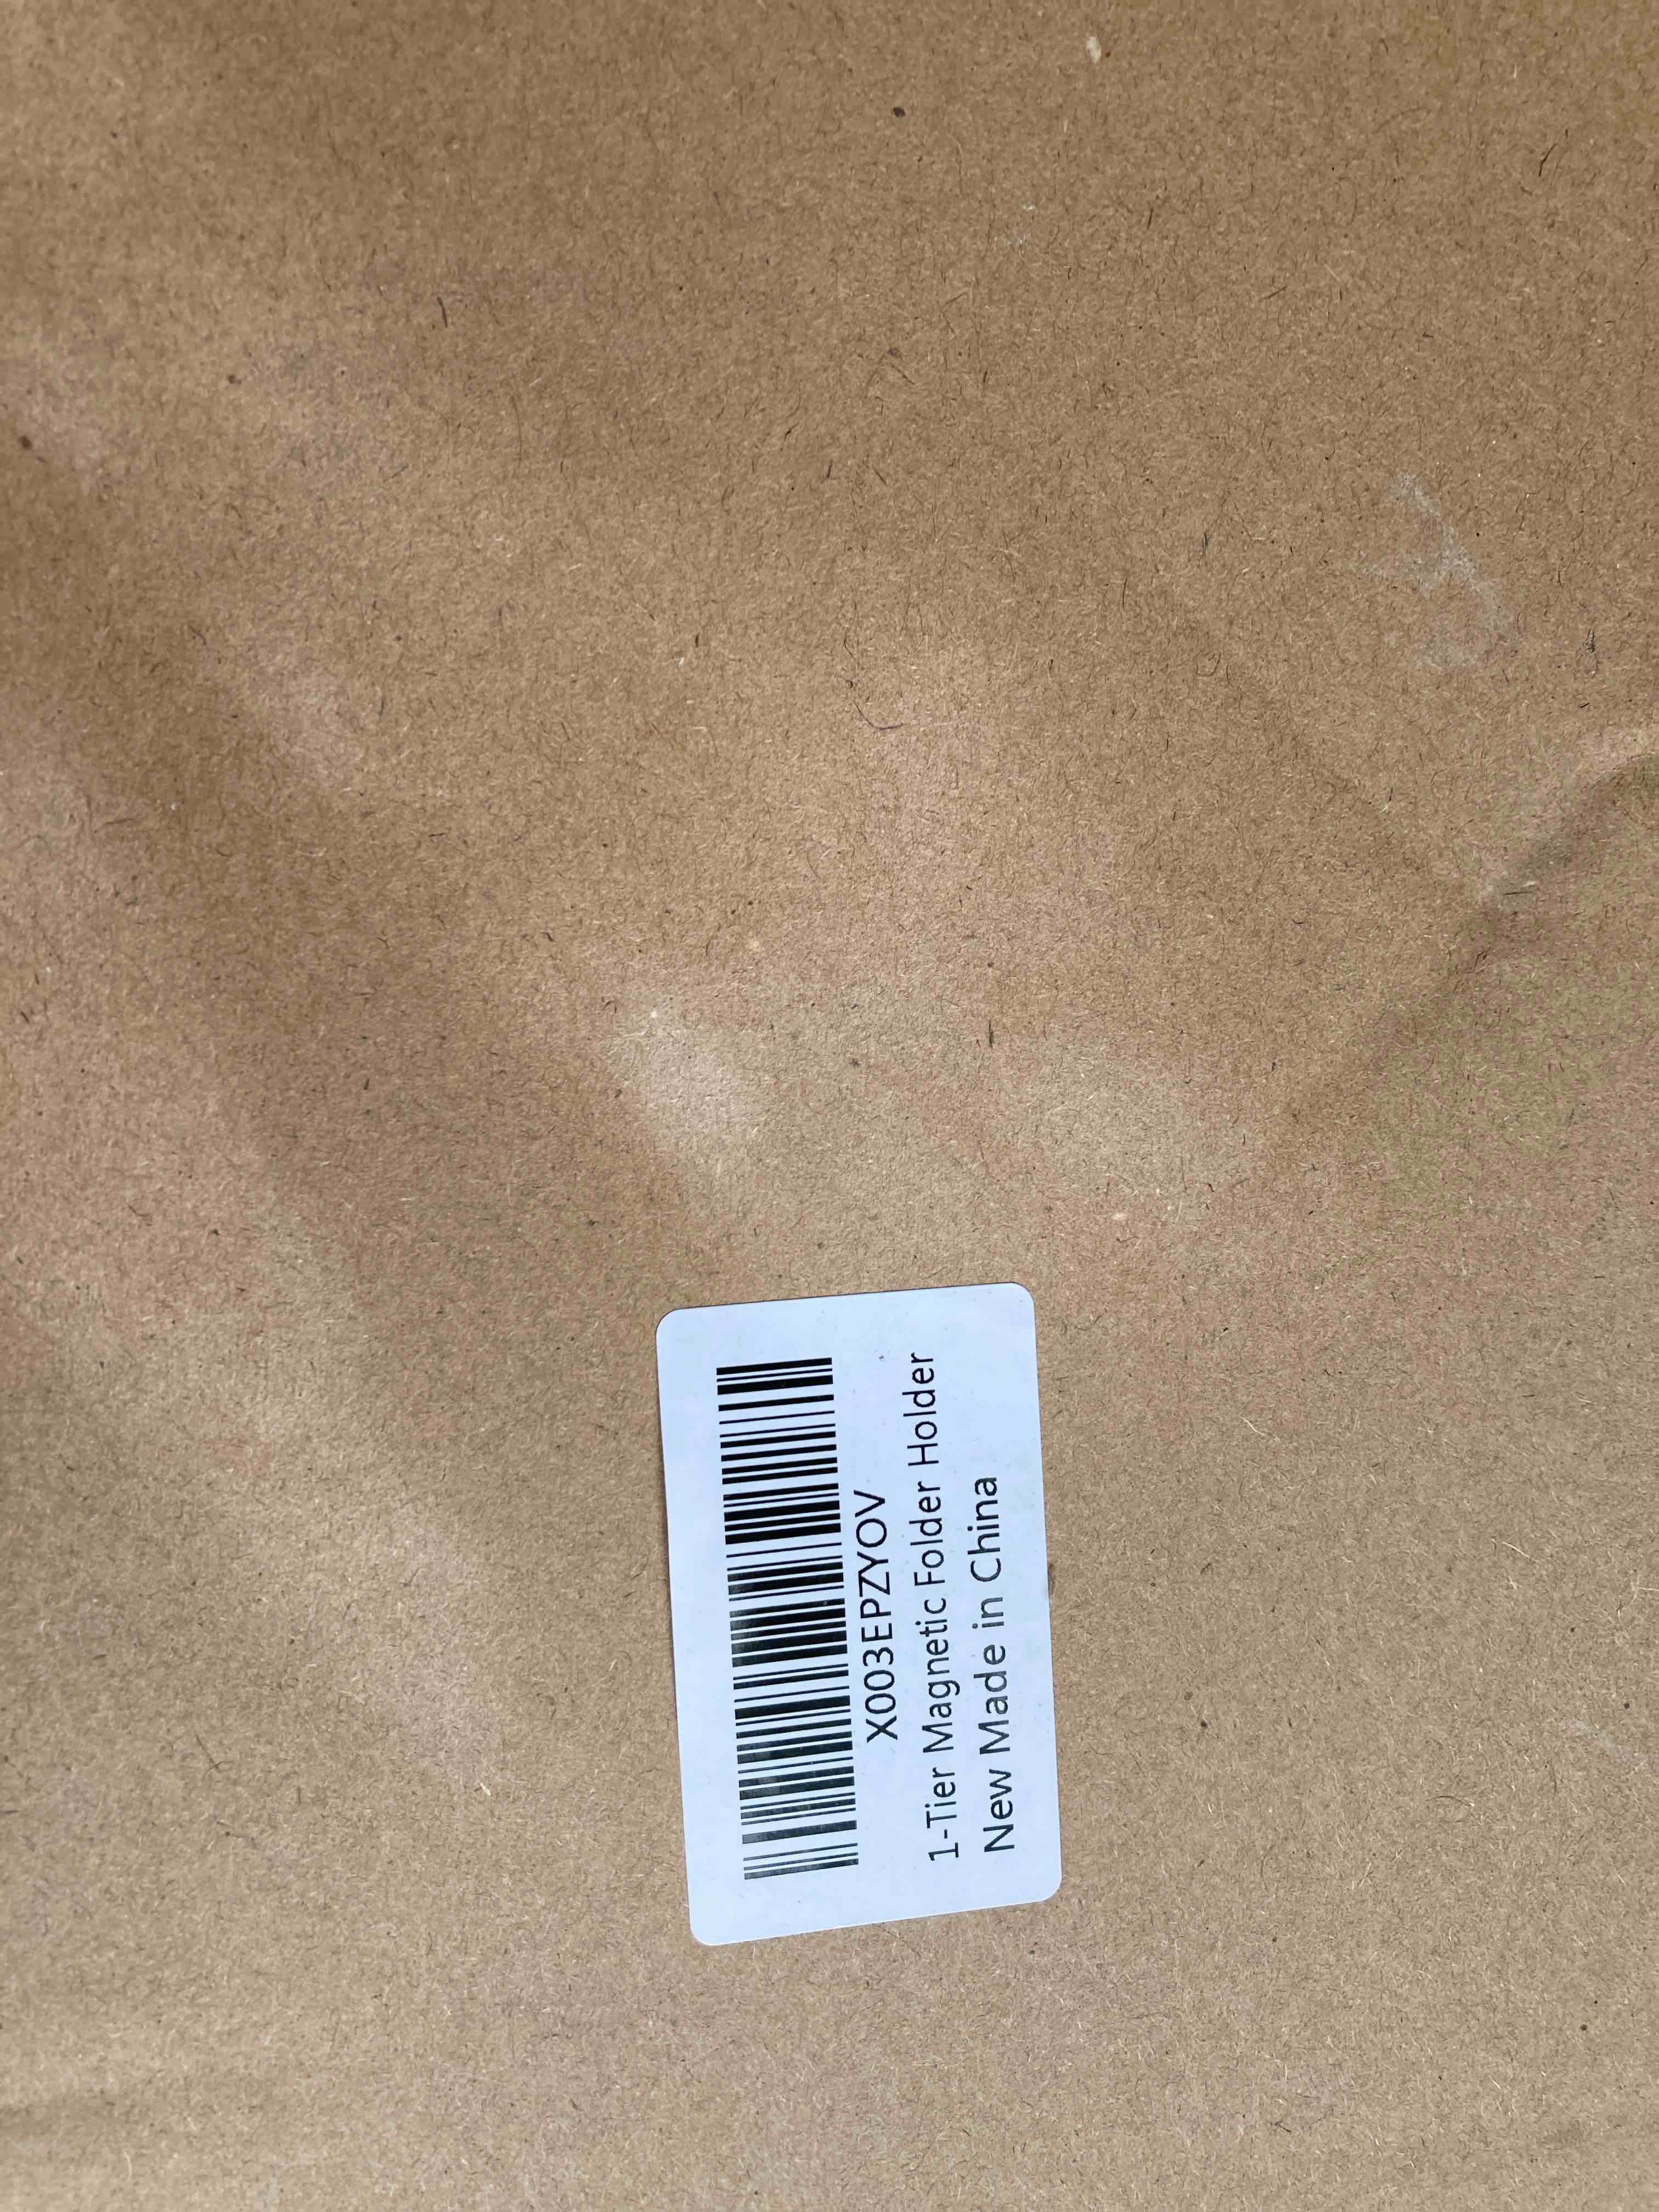 X003EPZYOV
1-Tier Magnetic Folder Holder
New Made in China